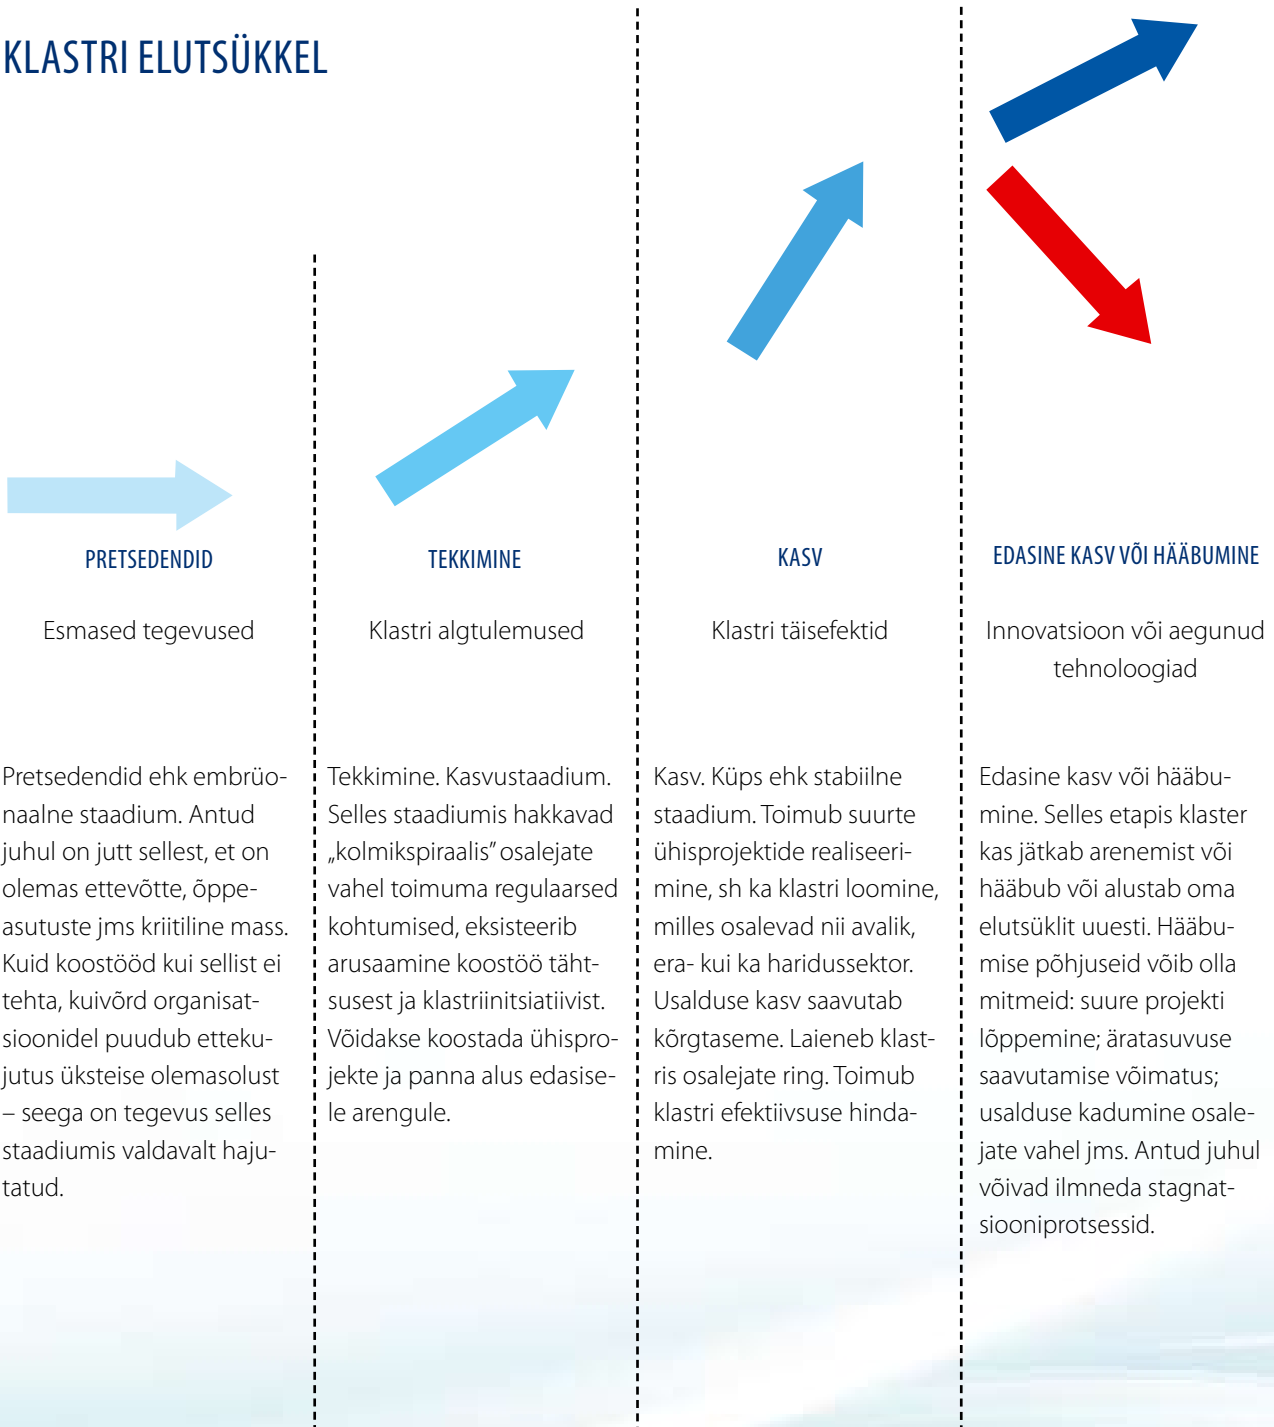 KLASTRI ELUTSÜKKEL
PRETSEDENDID
Esmased tegevused
Pretsedendid ehk embrüo-
naalne staadium. Antud
juhul on jutt sellest, et on
olemas ettevõtte, õppe-
asutuste jms kriitiline mass.
Kuid koostööd kui sellist ei
tehta, kuivõrd organisat-
sioonidel puudub etteku-
jutus üksteise olemasolust
– seega on tegevus selles
staadiumis valdavalt haju-
tatud.
TEKKIMINE
Klastri algtulemused
Tekkimine. Kasvustaadium.
Selles staadiumis hakkavad
„kolmikspiraalis” osalejate
vahel toimuma regulaarsed
kohtumised, eksisteerib
arusaamine koostöö täht-
susest ja klastriinitsiatiivist.
Võidakse koostada ühispro-
jekte ja panna alus edasise-
le arengule.
KASV
Klastri täisefektid
Kasv. Küps ehk stabiilne
staadium. Toimub suurte
ühisprojektide realiseeri-
mine, sh ka klastri loomine,
milles osalevad nii avalik,
era- kui ka haridussektor.
Usalduse kasv saavutab
kõrgtaseme. Laieneb klast-
ris osalejate ring. Toimub
klastri efektiivsuse hinda-
mine.
EDASINE KASV VÕI HÄÄBUMINE
Innovatsioon või aegunud
tehnoloogiad
Edasine kasv või hääbu-
mine. Selles etapis klaster
kas jätkab arenemist või
hääbub või alustab oma
elutsüklit uuesti. Hääbu-
mise põhjuseid võib olla
mitmeid: suure projekti
lõppemine; äratasuvuse
saavutamise võimatus;
usalduse kadumine osale-
jate vahel jms. Antud juhul
võivad ilmneda stagnat-
siooniprotsessid.